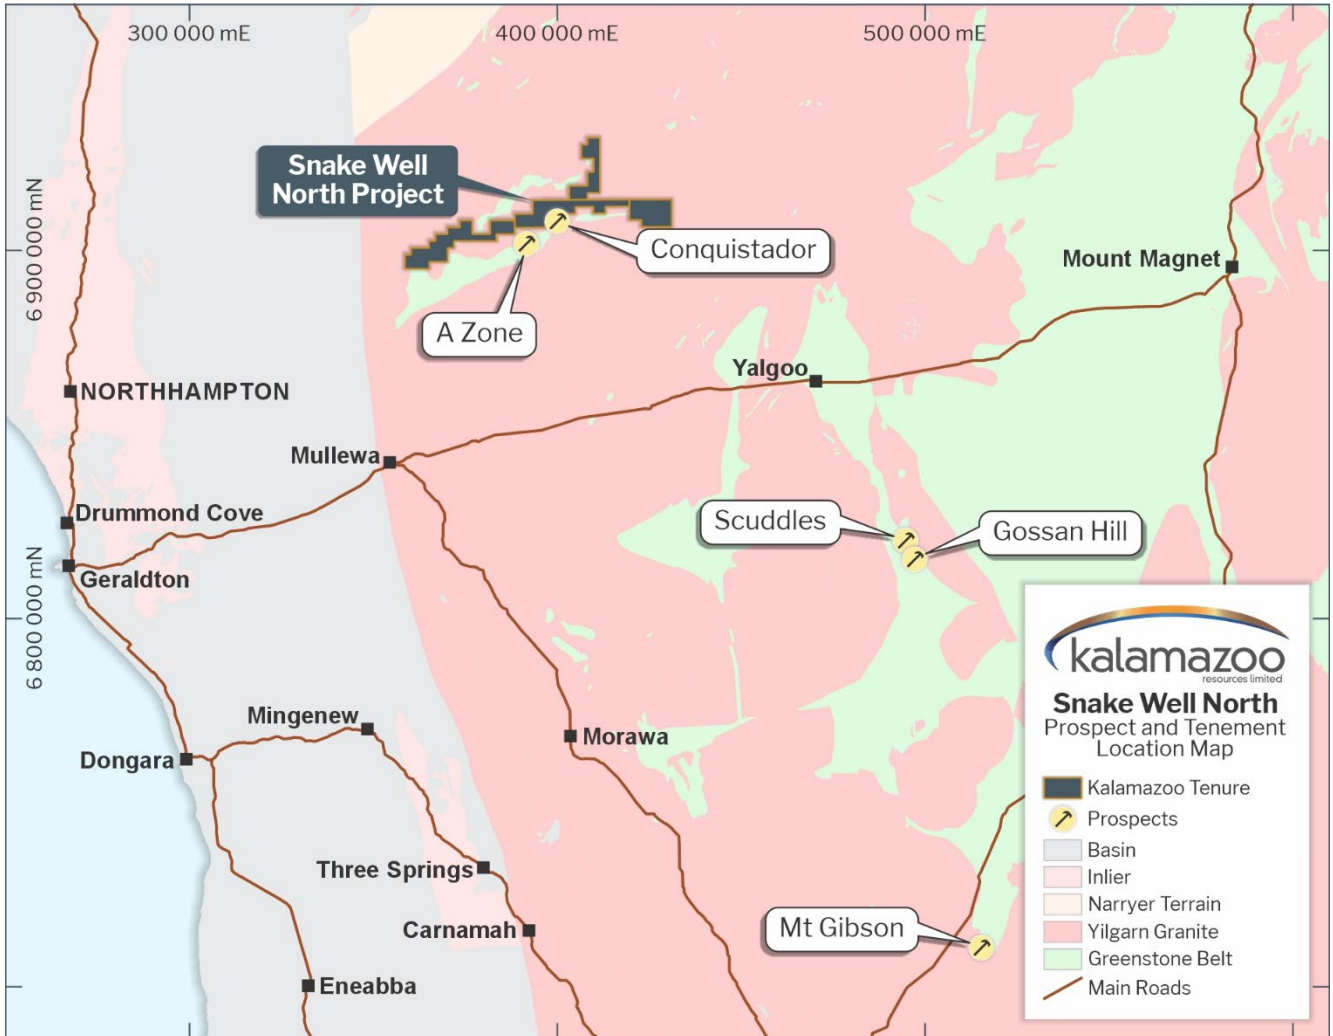 300 000 mE
400 000 mE
500 000 mE
6 900 000 mN
6 800 000 mN
Snake Well
North Project
Conquistador
A Zone
Mount Magnet
Yalgoo
NORTHHAMPTON
Mullewa
Drummond Cove
Geraldton
Scuddles
Gossan Hill
Mingenew
Dongara
Morawa
Three Springs
Carnamah
Mt Gibson
Eneabba
kalamazoo
resources limited
Snake Well North
Prospect and Tenement
Location Map
Kalamazoo Tenure
Prospects
Basin
Inlier
Narryer Terrain
Yilgarn Granite
Greenstone Belt
Main Roads